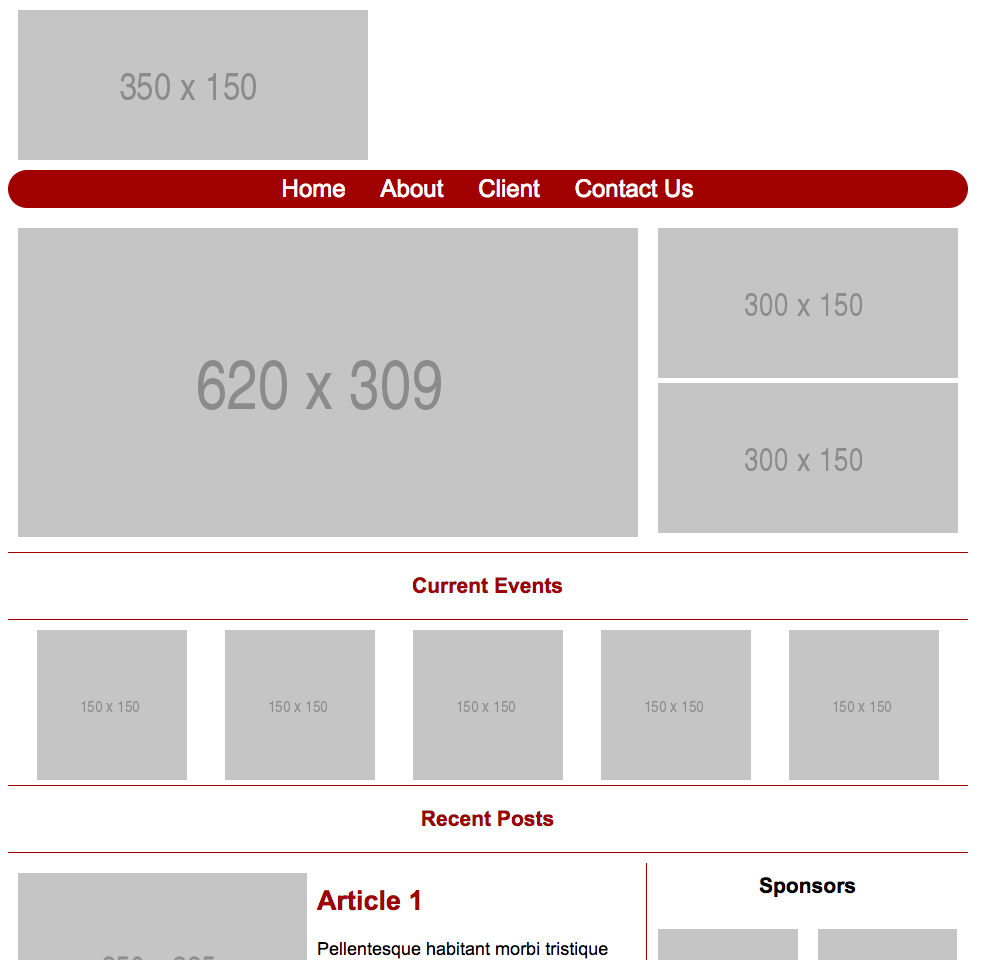 350 x 150
Home About Client Contact Us
620 x 309
300 x 150
300 x 150
Current Events
150 x 150 150 x 150 150 x 150 150 x 150 150 x 150
Recent Posts
Article 1
Sponsors
Pellentesque habitant morbi tristique